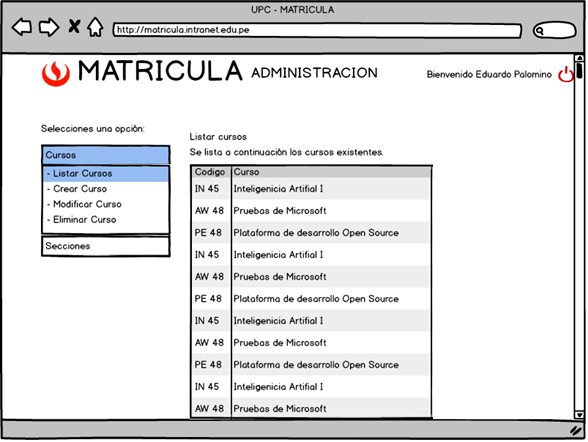 UPC - MATRICULA
http://matricula.intranet.edu.pe
MATRICULA ADMINISTRACION
Bienvenido Eduardo Palomino
Selecciones una opción:
Cursos
- Listar Cursos
- Crear Curso
- Modificar Curso
- Eliminar Curso
Secciones
Listar cursos
Se lista a continuación los cursos existentes.
Codigo Curso
IN 45 Inteligenicia Artifial I
AW 48 Pruebas de Microsoft
PE 48 Plataforma de desarrollo Open Source
IN 45 Inteligenicia Artifial I
AW 48 Pruebas de Microsoft
PE 48 Plataforma de desarrollo Open Source
IN 45 Inteligenicia Artifial I
AW 48 Pruebas de Microsoft
PE 48 Plataforma de desarrollo Open Source
IN 45 Inteligenicia Artifial I
AW 48 Pruebas de Microsoft